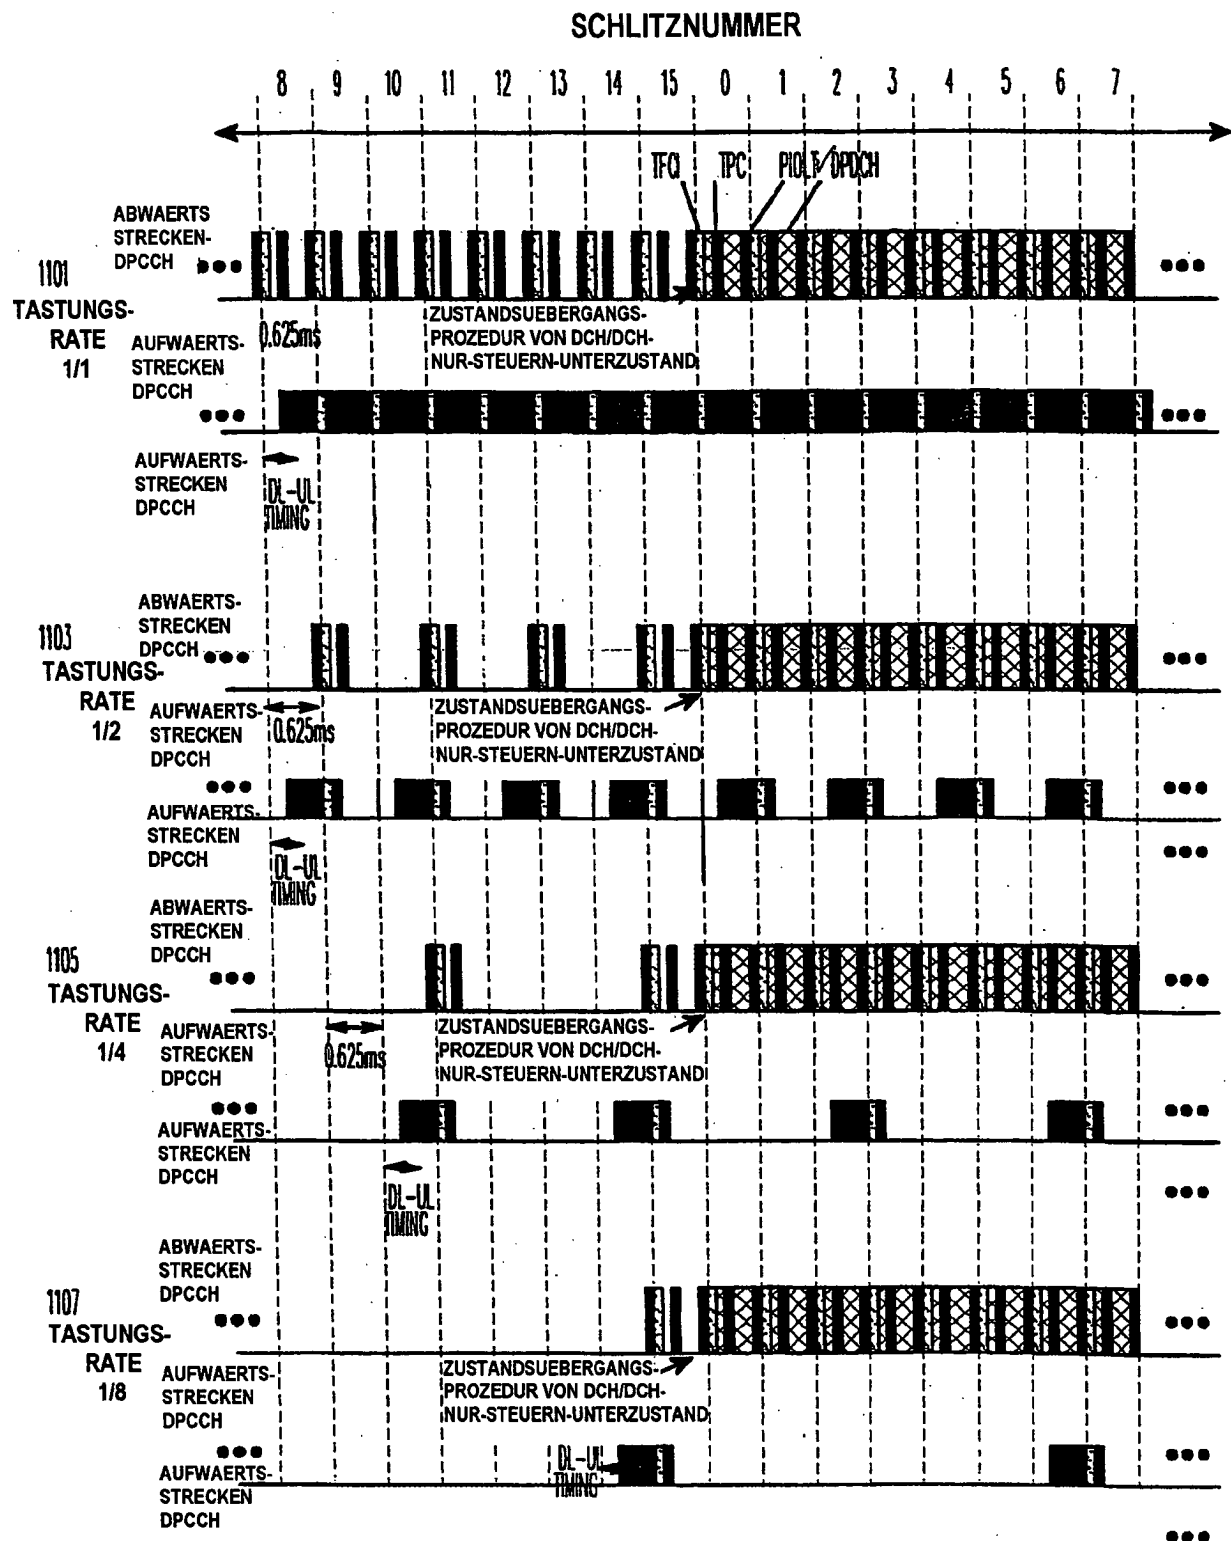 SCHLITZNUMMER
8 9 10 11 12 13 14 15 0 1 2 3 4 5 6 7
TFCI TPC PIOLT DPDCH
ABWAERTS
STRECKEN-
DPCCH
1101
TASTUNGS-
RATE
1/1
0.625ms
ZUSTANDSUEBERGANGS-
PROZEDUR VON DCH/DCH-
NUR-STEUERN-UNTERZUSTAND
AUFWAERTS-
STRECKEN
DPCCH
AUFWAERTS-
STRECKEN
DPCCH
DL-UL
TIMING
ABWAERTS-
STRECKEN
DPCCH
1103
TASTUNGS-
RATE
1/2
AUFWAERTS-
STRECKEN
DPCCH
0.625ms
ZUSTANDSUEBERGANGS-
PROZEDUR VON DCH/DCH-
NUR-STEUERN-UNTERZUSTAND
AUFWAERTS-
STRECKEN
DPCCH
DL-UL
TIMING
ABWAERTS-
STRECKEN
DPCCH
1105
TASTUNGS-
RATE
1/4
AUFWAERTS-
STRECKEN
DPCCH
0.625ms
ZUSTANDSUEBERGANGS-
PROZEDUR VON DCH/DCH-
NUR-STEUERN-UNTERZUSTAND
AUFWAERTS-
STRECKEN
DPCCH
DL-UL
TIMING
ABWAERTS-
STRECKEN
DPCCH
1107
TASTUNGS-
RATE
1/8
AUFWAERTS-
STRECKEN
DPCCH
ZUSTANDSUEBERGANGS-
PROZEDUR VON DCH/DCH-
NUR-STEUERN-UNTERZUSTAND
DL-UL
TIMING
AUFWAERTS-
STRECKEN
DPCCH